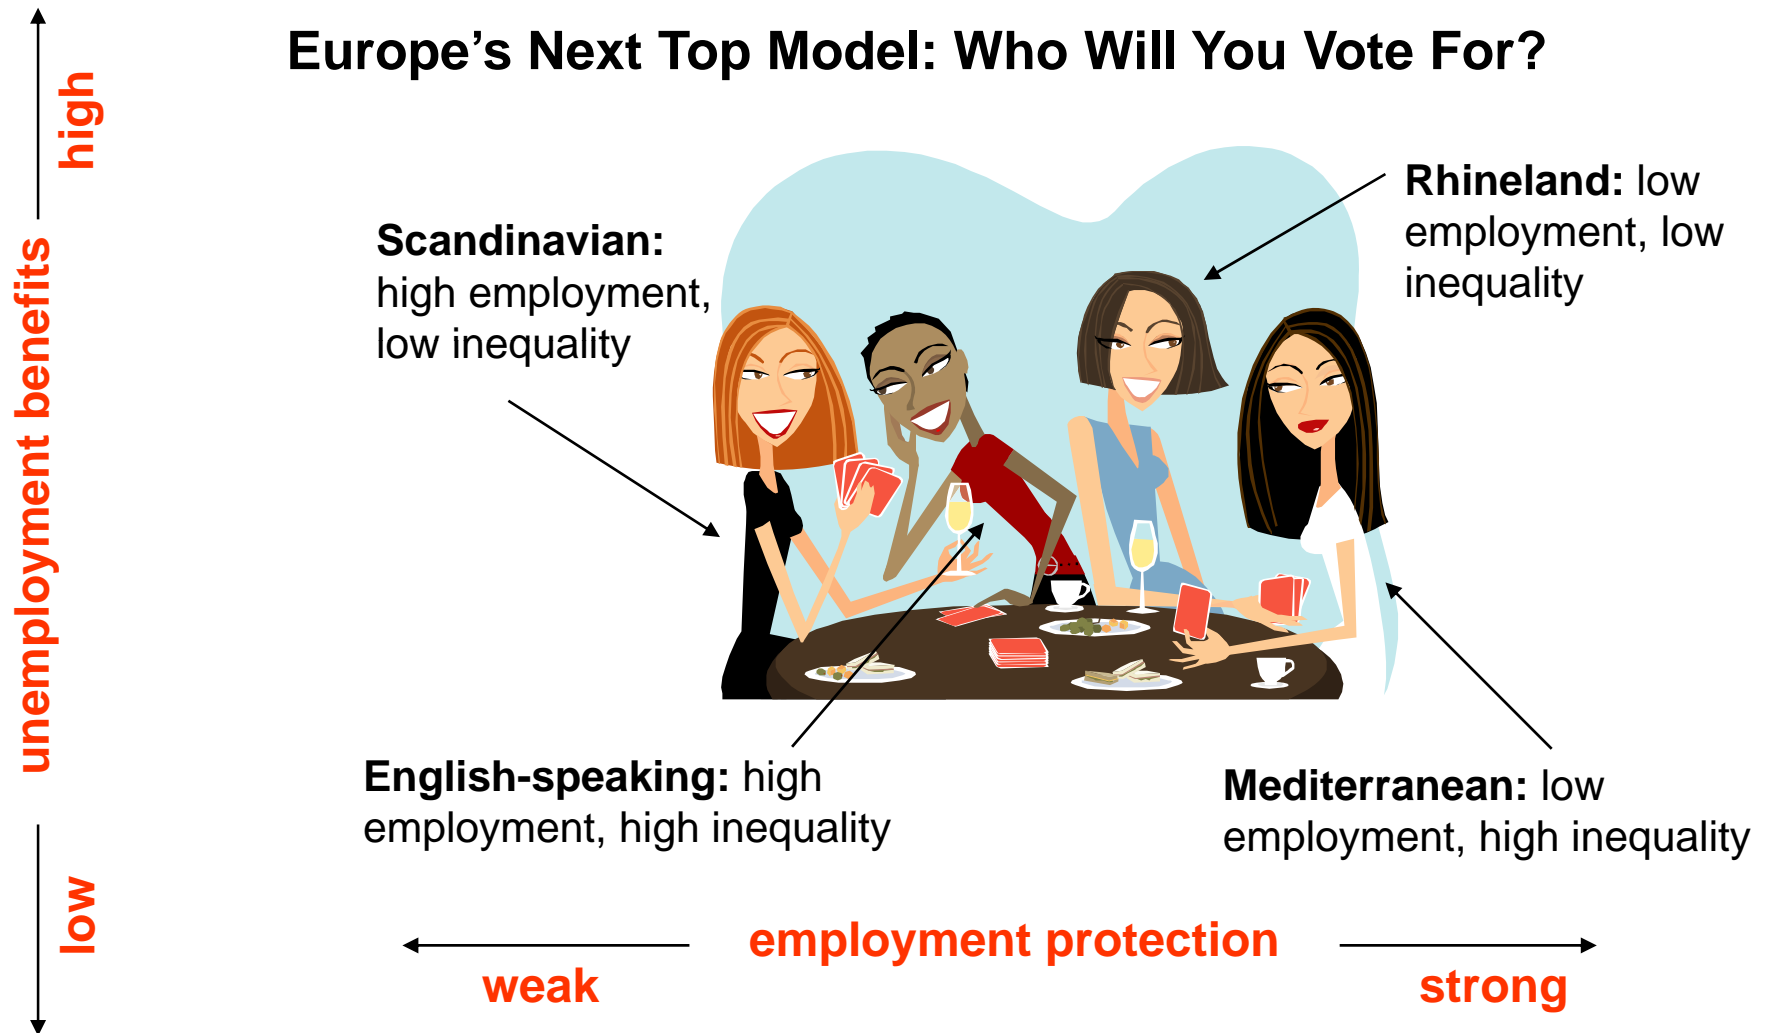 Europe’s Next Top Model: Who Will You Vote For?
high
unemployment benefits
low
Scandinavian:
high employment,
low inequality
Rhineland: low
employment, low
inequality
English-speaking: high
employment, high inequality
Mediterranean: low
employment, high inequality
employment protection
weak
strong